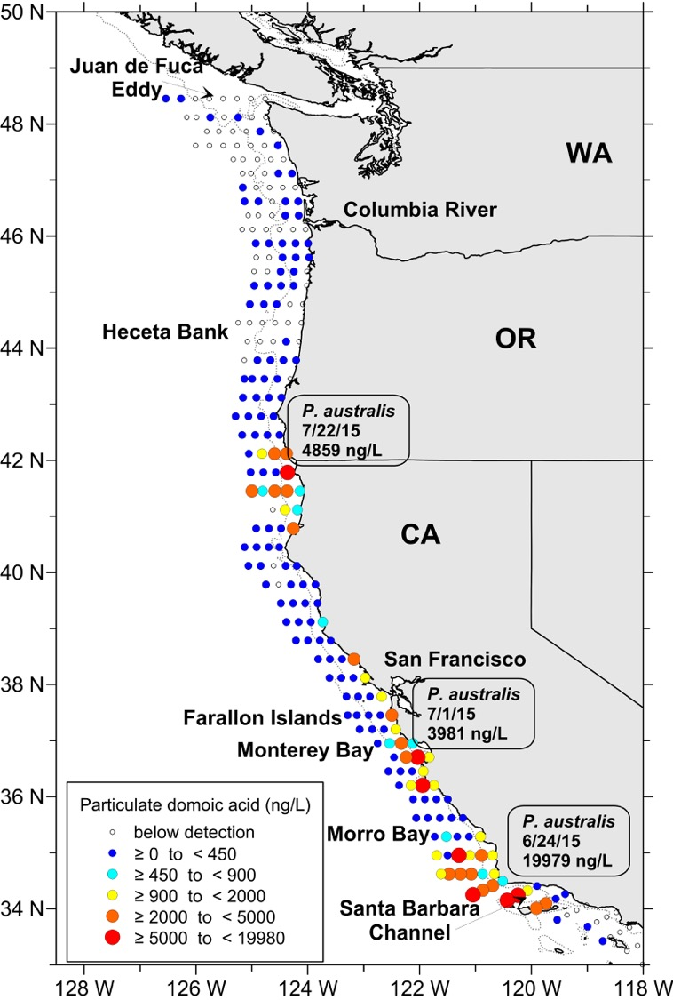 50 N
Juan de Fuca
Eddy
48 N
WA
Columbia River
46 N
Heceta Bank
44 N
OR
P. australis
7/22/15
4859 ng/L
42 N
CA
40 N
San Francisco
38 N
P. australis
7/1/15
3981 ng/L
Farallon Islands
Monterey Bay
36 N
Particulate domoic acid (ng/L)
below detection
≥ 0 to < 450
≥ 450 to < 900
≥ 900 to < 2000
≥ 2000 to < 5000
≥ 5000 to < 19980
Morro Bay
P. australis
6/24/15
19979 ng/L
34 N
Santa Barbara
Channel
128 W 126 W 124 W 122 W 120 W 118 W